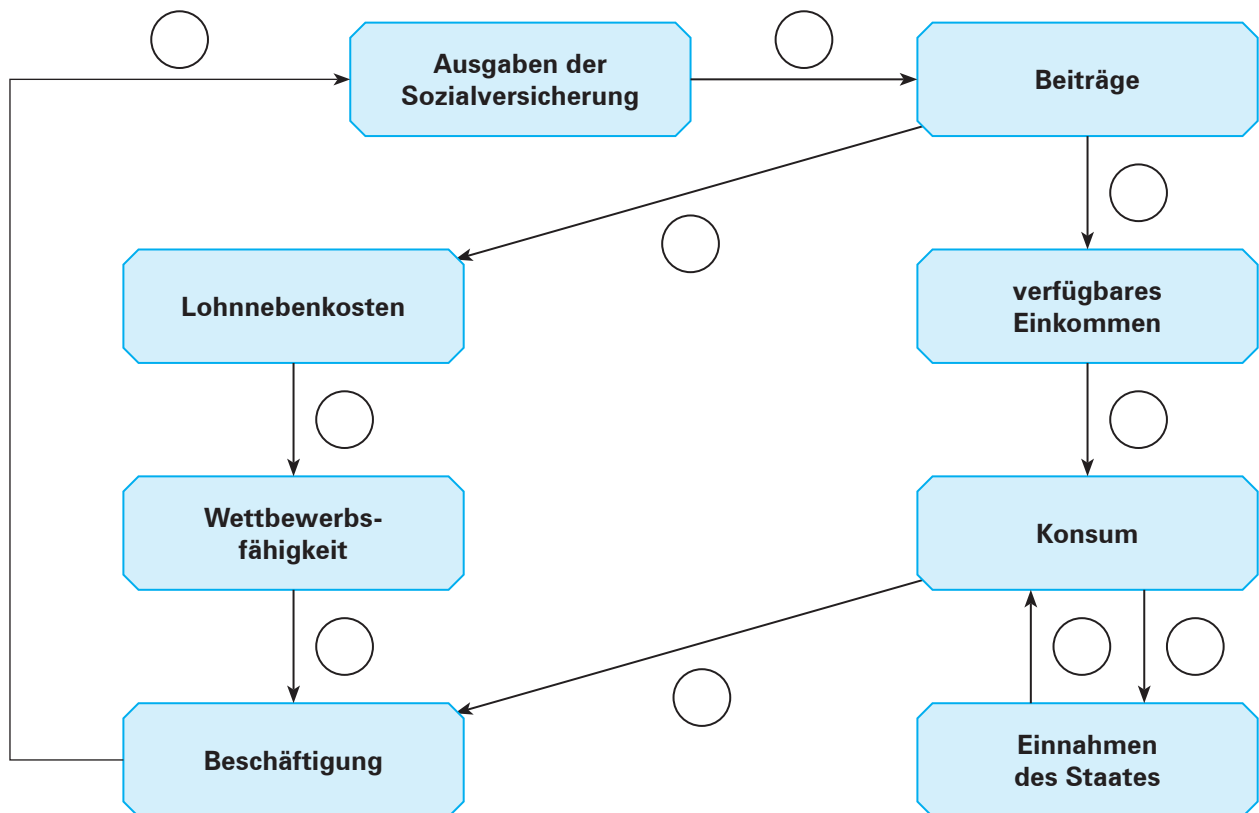 Ausgaben der
Sozialversicherung
Beiträge
Lohnnebenkosten
verfügbares
Einkommen
Wettbewerbs-
fähigkeit
Konsum
Beschäftigung
Einnahmen
des Staates